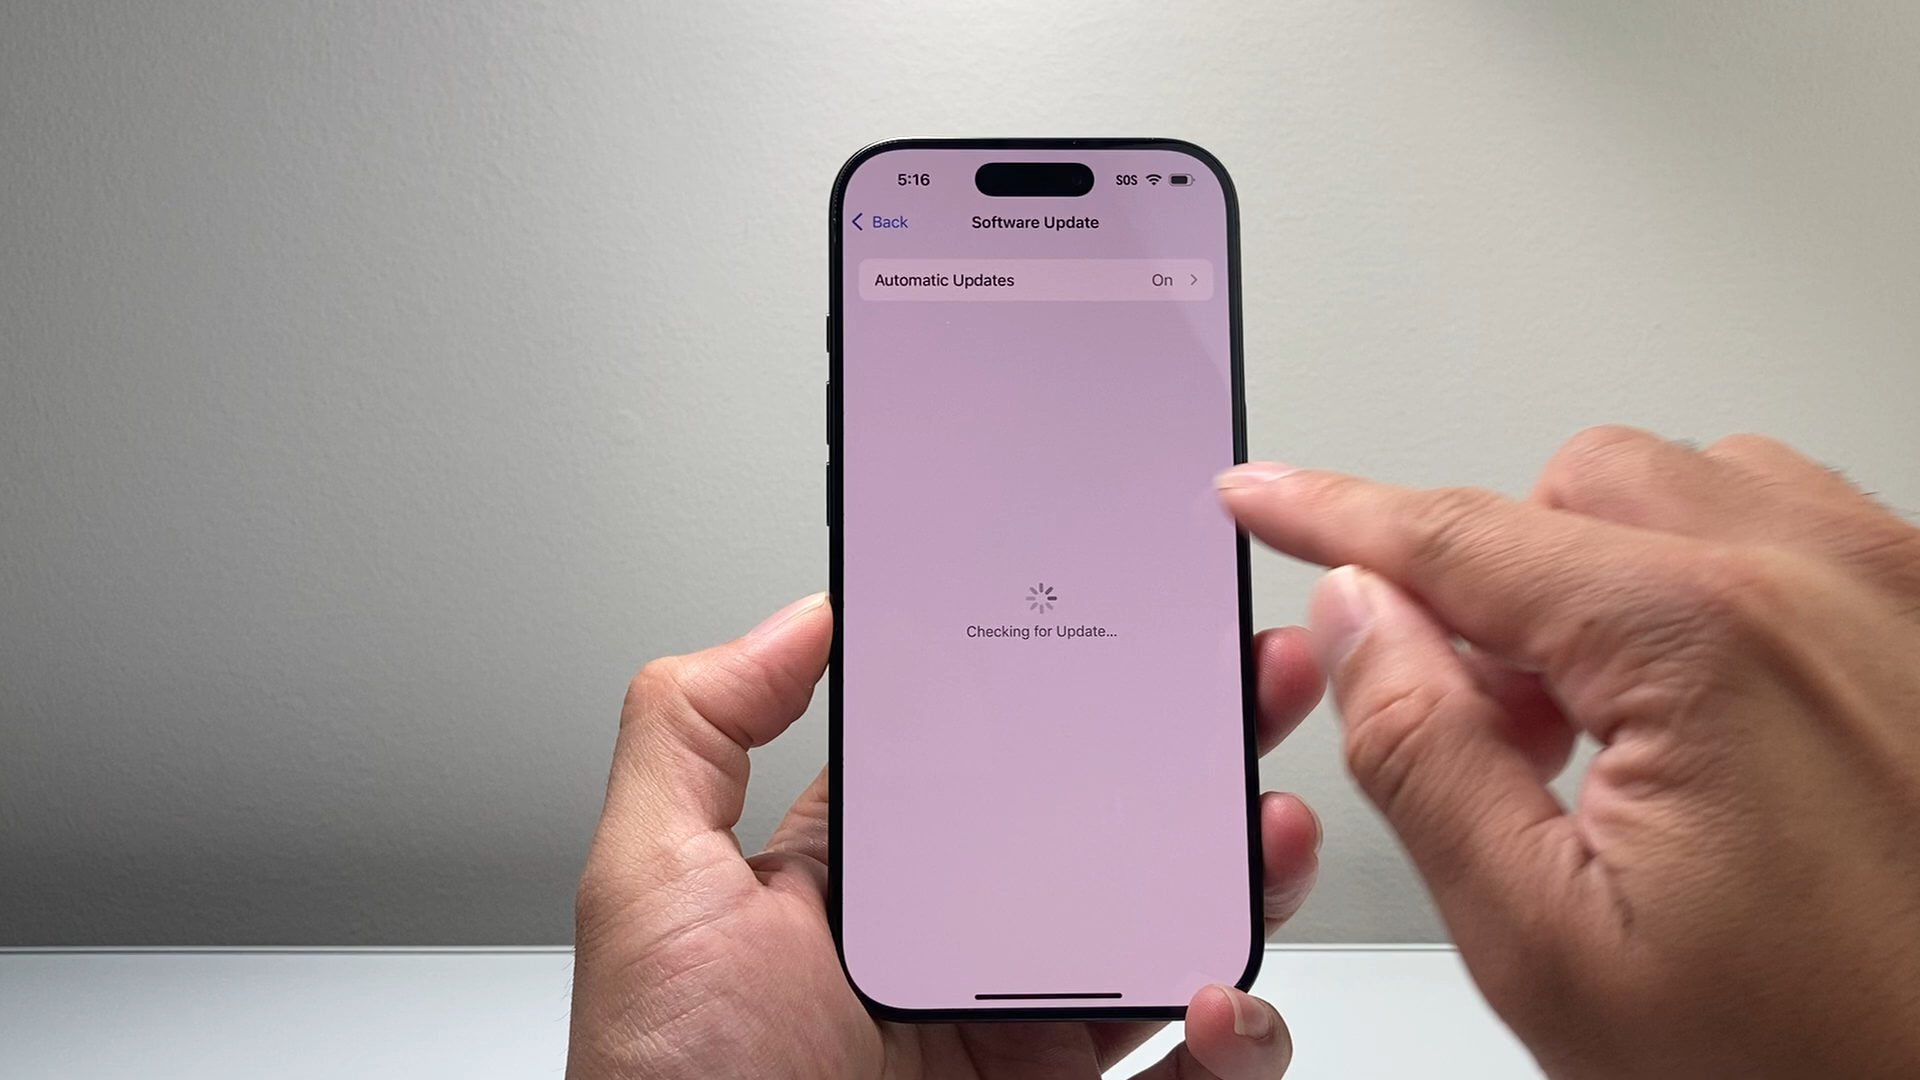 5:16 SOS
Back Software Update
Automatic Updates On
Checking for Update...